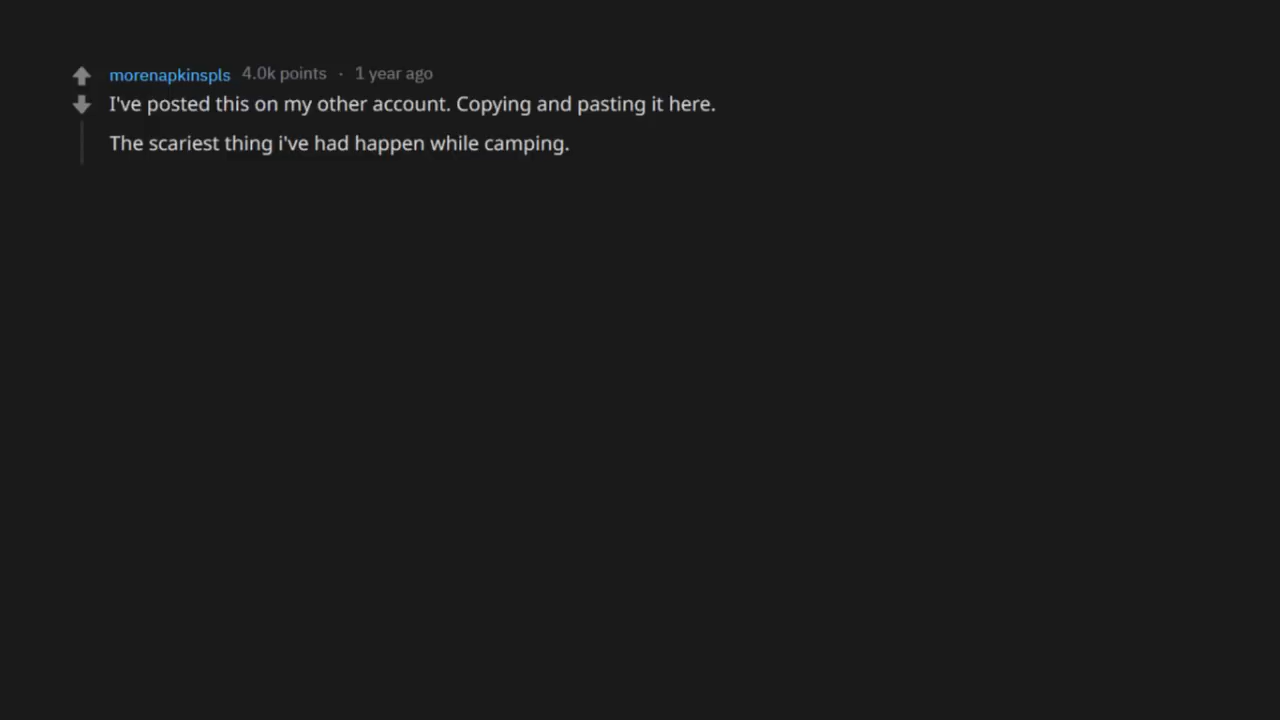 morenapkinspls 4.0k points · 1 year ago
I've posted this on my other account. Copying and pasting it here.
The scariest thing i've had happen while camping.